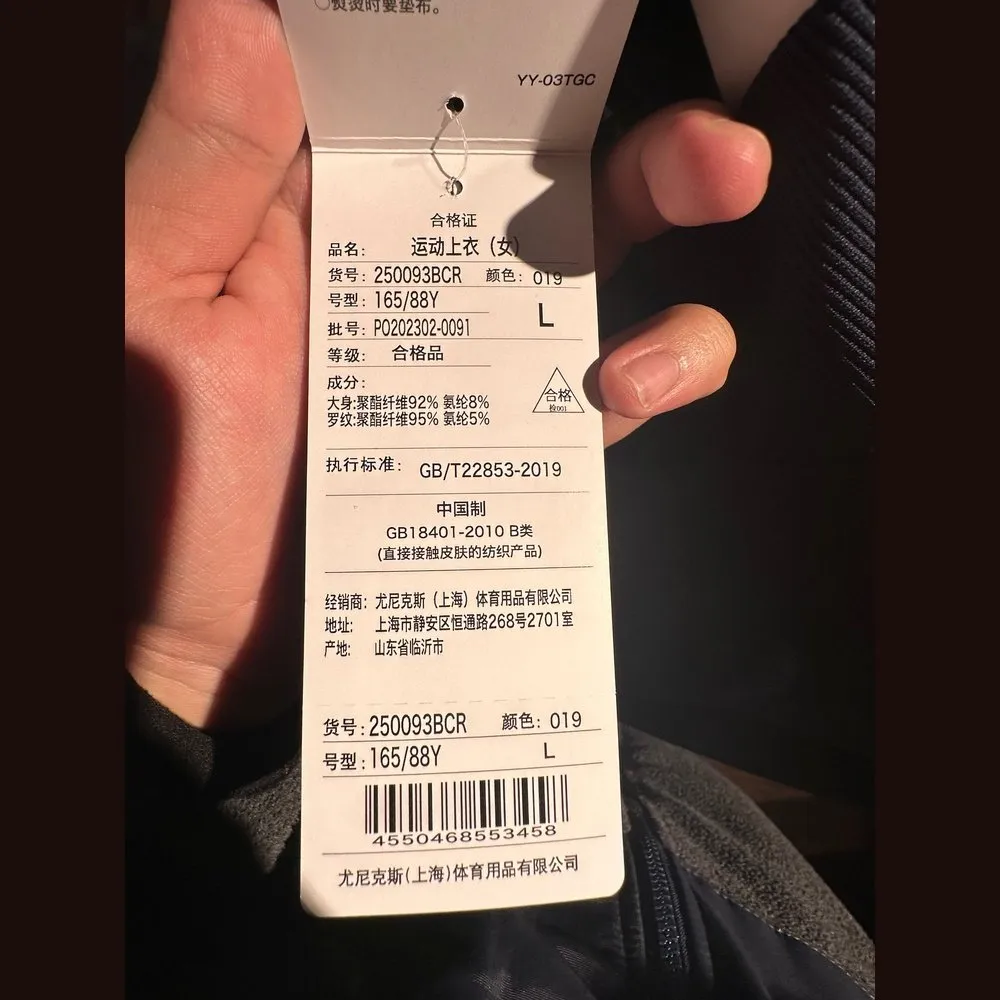 熨烫时要垫布。
YY-03TGC
合格证
品名： 运动上衣（女）
货号：250093BCR 颜色：019
号型：165/88Y
L
批号：PO202302-0091
等级： 合格品
成分：
大身:聚酯纤维92% 氨纶8%
罗纹:聚酯纤维95% 氨纶5%
合格
检001
执行标准： GB/T22853-2019
中国制
GB18401-2010 B类
(直接接触皮肤的纺织产品)
经销商：尤尼克斯（上海）体育用品有限公司
地址： 上海市静安区恒通路268号2701室
产地： 山东省临沂市
货号：250093BCR 颜色：019
号型：165/88Y L
4550468553458
尤尼克斯(上海)体育用品有限公司